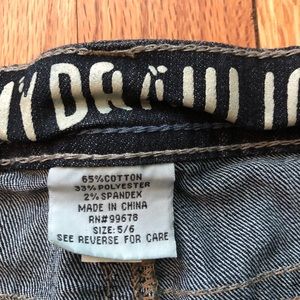 65%COTTON
33%POLYESTER
2%SPANDEX
MADE IN CHINA
RN#99678
SIZE: 5/6
SEE REVERSE FOR CARE